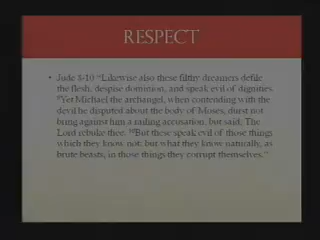 RESPECT
• Jude 8-10 "Likewise also these filthy dreamers defile
the flesh, despise dominion, and speak evil of dignities.
⁹Yet Michael the archangel, when contending with the
devil he disputed about the body of Moses, durst not
bring against him a railing accusation, but said, The
Lord rebuke thee. ¹⁰But these speak evil of those things
which they know not: but what they know naturally, as
brute beasts, in those things they corrupt themselves."